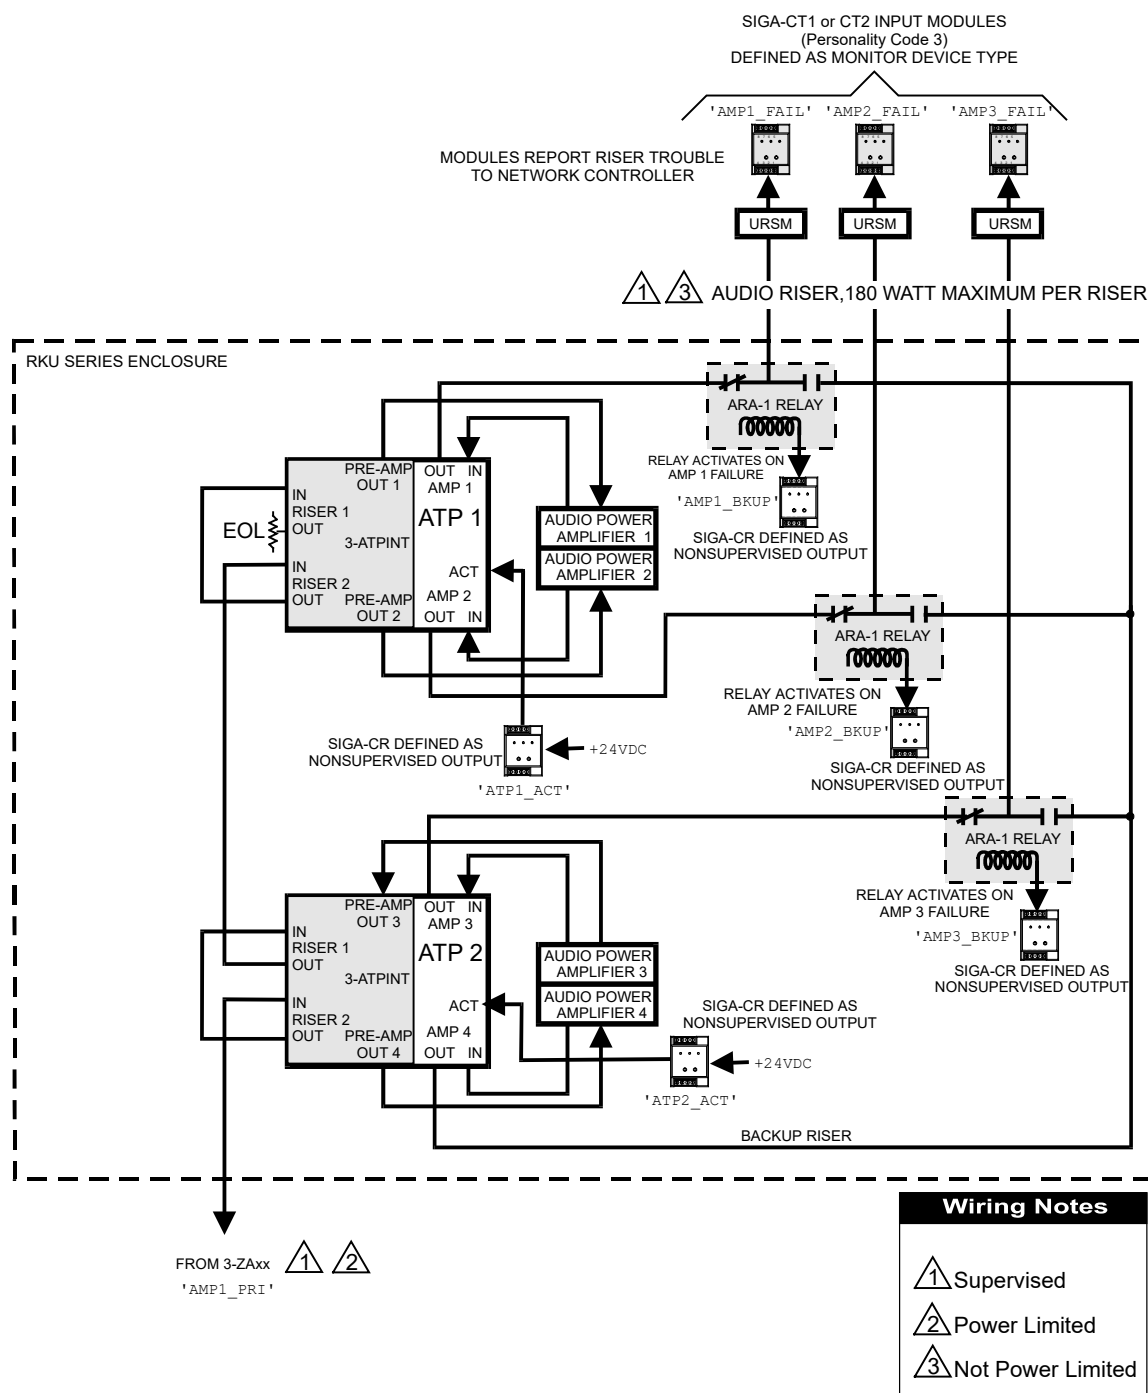 SIGA-CT1 or CT2 INPUT MODULES
(Personality Code 3)
DEFINED AS MONITOR DEVICE TYPE
'AMP1_FAIL' 'AMP2_FAIL' 'AMP3_FAIL'
MODULES REPORT RISER TROUBLE
TO NETWORK CONTROLLER
URSM URSM URSM
1 3 AUDIO RISER,180 WATT MAXIMUM PER RISER
RKU SERIES ENCLOSURE
ARA-1 RELAY
RELAY ACTIVATES ON
AMP 1 FAILURE
'AMP1_BKUP'
SIGA-CR DEFINED AS
NONSUPERVISED OUTPUT
PRE-AMP
OUT 1
OUT IN
AMP 1
IN
RISER 1
OUT
EOL
ATP 1
3-ATPINT
IN
RISER 2
OUT
ACT
AMP 2
OUT IN
PRE-AMP
OUT 2
AUDIO POWER
AMPLIFIER 1
AUDIO POWER
AMPLIFIER 2
ARA-1 RELAY
RELAY ACTIVATES ON
AMP 2 FAILURE
'AMP2_BKUP'
SIGA-CR DEFINED AS
NONSUPERVISED OUTPUT
SIGA-CR DEFINED AS
NONSUPERVISED OUTPUT
+24VDC
'ATP1_ACT'
ARA-1 RELAY
RELAY ACTIVATES ON
AMP 3 FAILURE
'AMP3_BKUP'
SIGA-CR DEFINED AS
NONSUPERVISED OUTPUT
PRE-AMP
OUT 3
OUT IN
AMP 3
IN
RISER 1
OUT
ATP 2
3-ATPINT
IN
RISER 2
OUT
ACT
AMP 4
OUT IN
PRE-AMP
OUT 4
AUDIO POWER
AMPLIFIER 3
AUDIO POWER
AMPLIFIER 4
SIGA-CR DEFINED AS
NONSUPERVISED OUTPUT
+24VDC
'ATP2_ACT'
BACKUP RISER
FROM 3-ZAxx 1 2
'AMP1_PRI'
Wiring Notes
1 Supervised
2 Power Limited
3 Not Power Limited